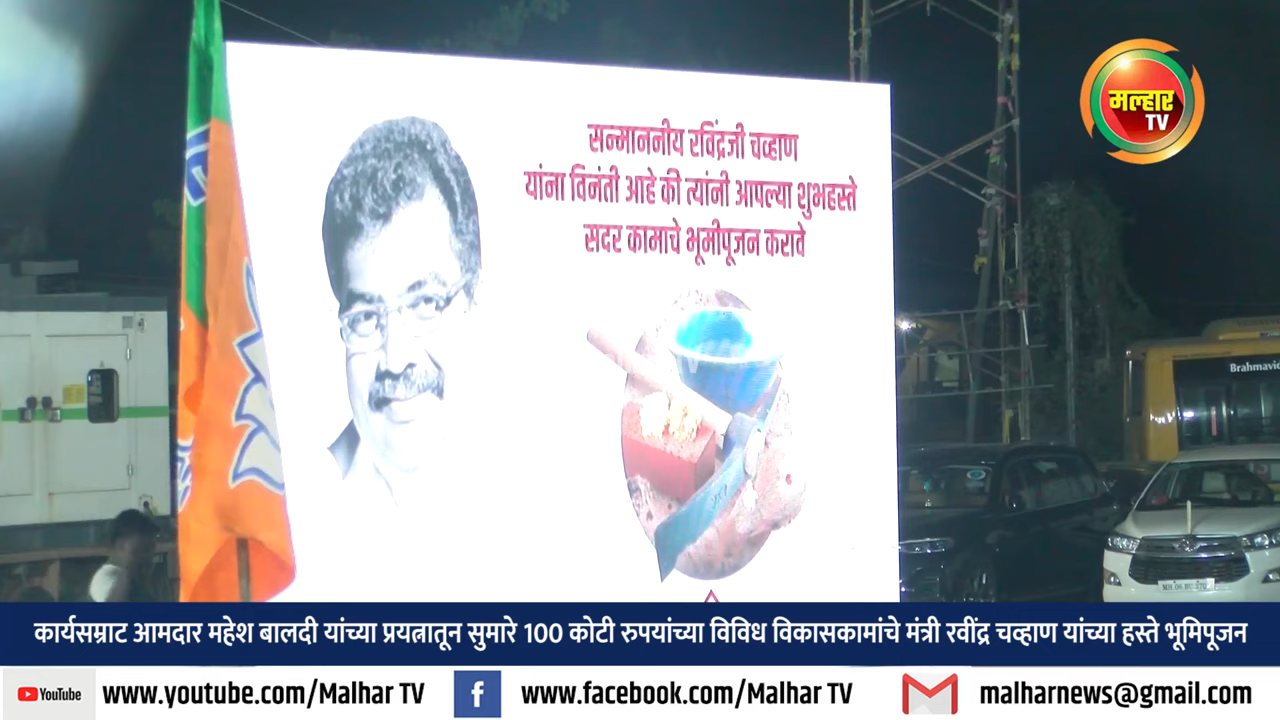 मल्हार
TV
सन्माननीय रविंद्रजी चव्हाण
यांना विनंती आहे की त्यांनी आपल्या शुभहस्ते
सदर कामाचे भूमीपूजन करावे
Brahmavid
कार्यसम्राट आमदार महेश बालदी यांच्या प्रयत्नातून सुमारे 100 कोटी रुपयांच्या विविध विकासकामांचे मंत्री रवींद्र चव्हाण यांच्या हस्ते भूमिपूजन
YouTube www.youtube.com/Malhar TV
www.facebook.com/Malhar TV
malharnews@gmail.com